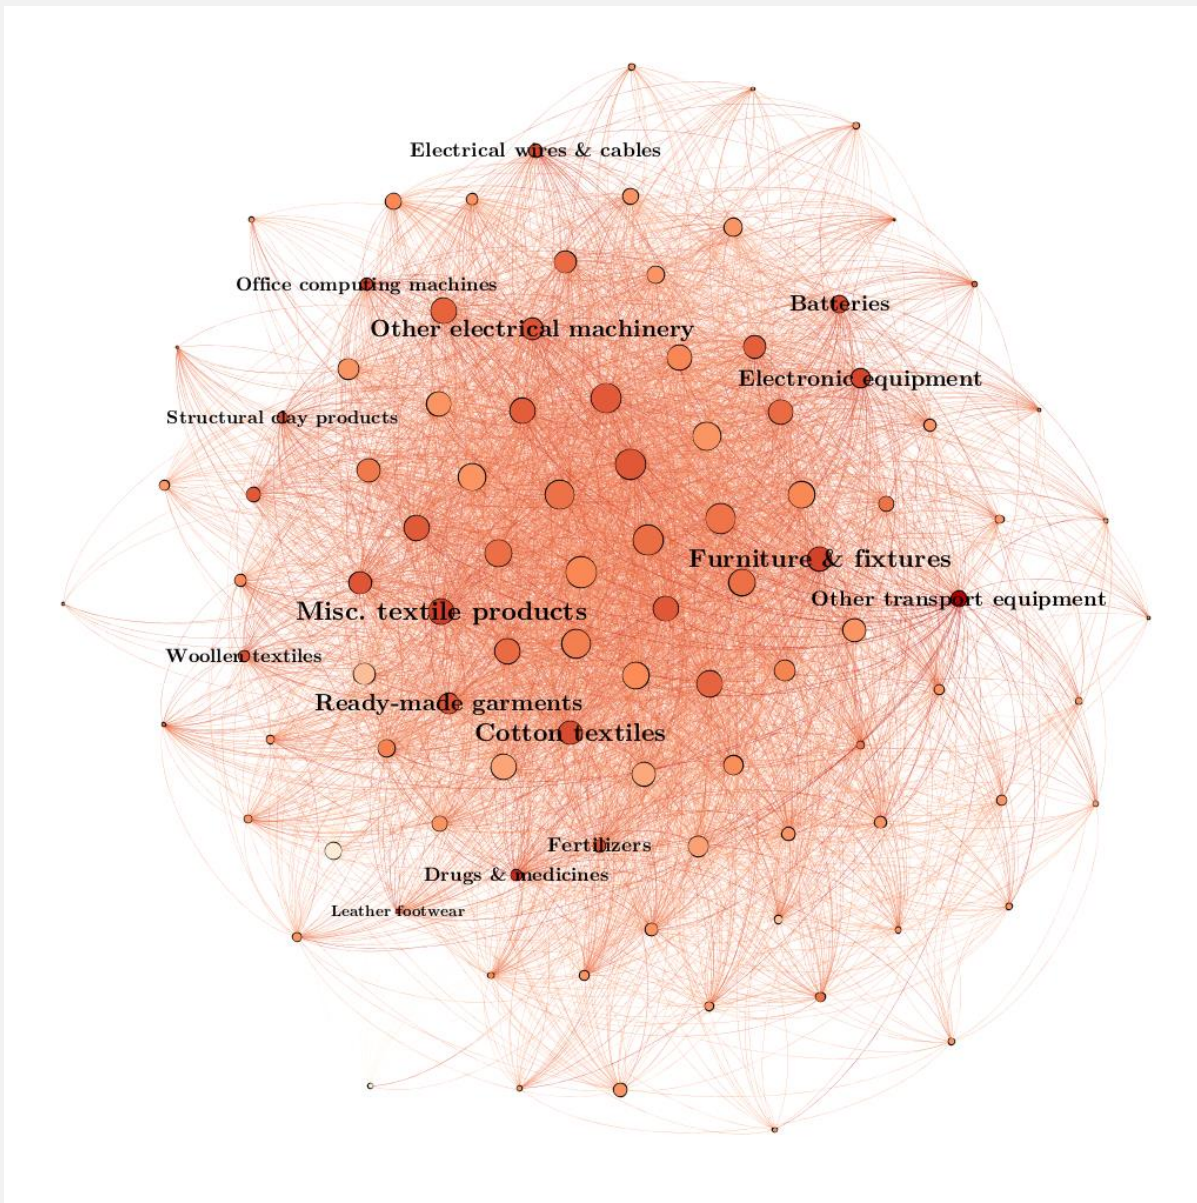 Electrical wires & cables
Office computing machines
Batteries
Other electrical machinery
Electronic equipment
Structural clay products
Furniture & fixtures
Other transport equipment
Misc. textile products
Woollen textiles
Ready-made garments
Cotton textiles
Fertilizers
Drugs & medicines
Leather footwear